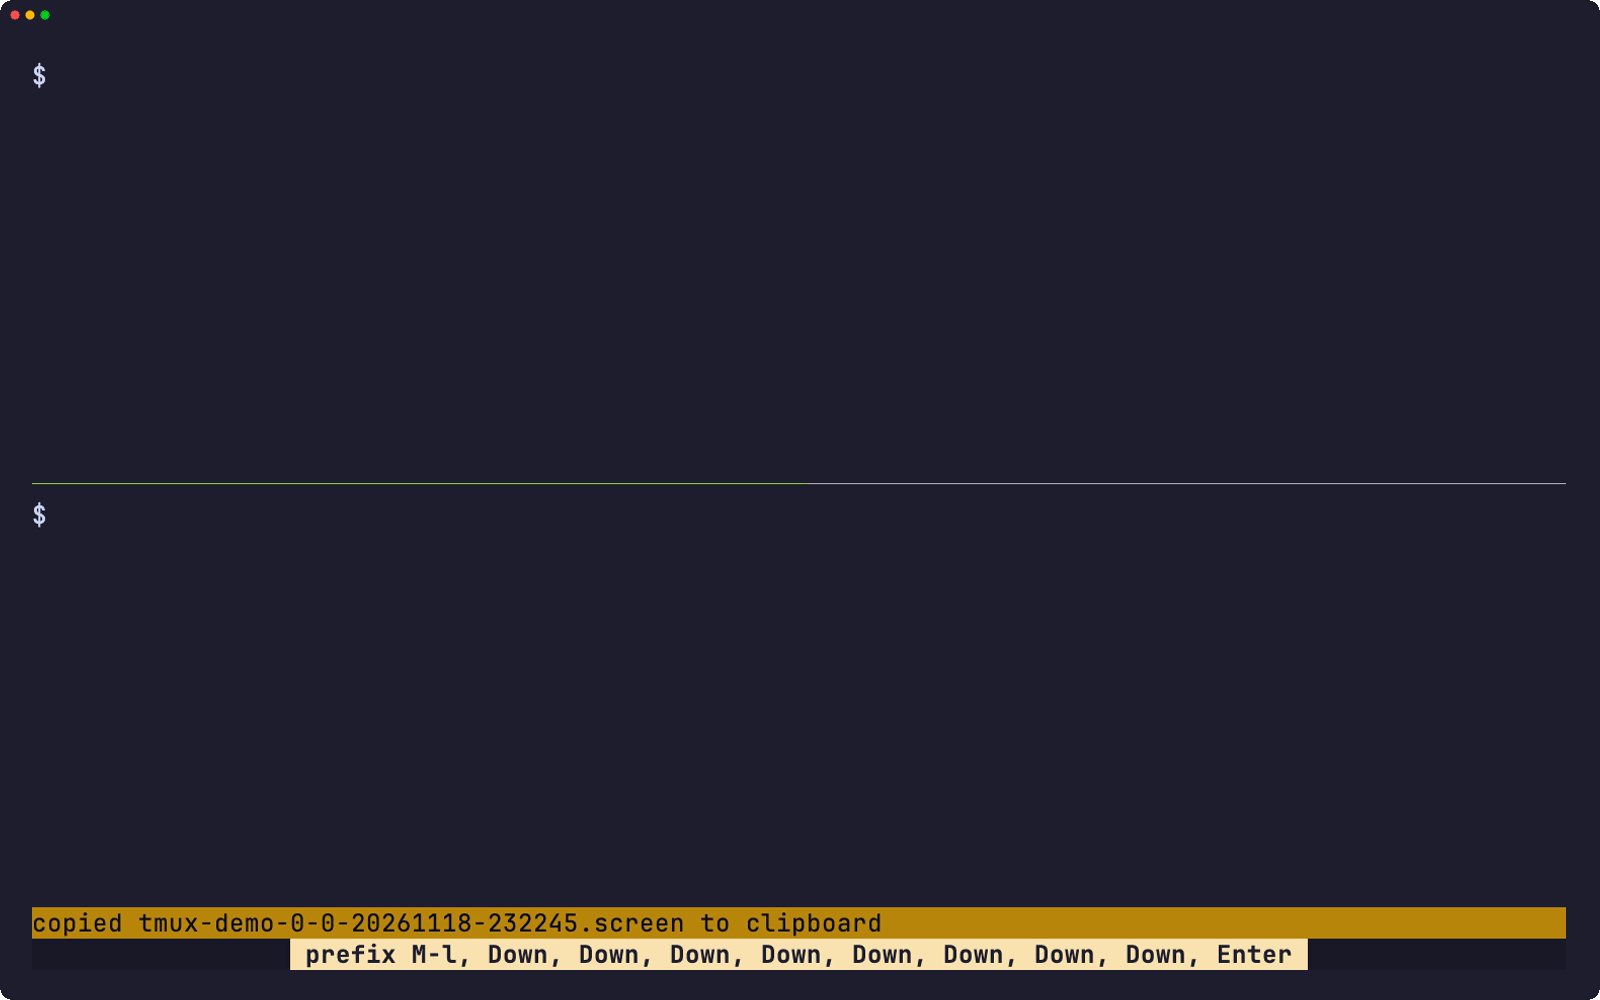 $
$
copied tmux-demo-0-0-20261118-232245.screen to clipboard
prefix M-l, Down, Down, Down, Down, Down, Down, Down, Down, Enter